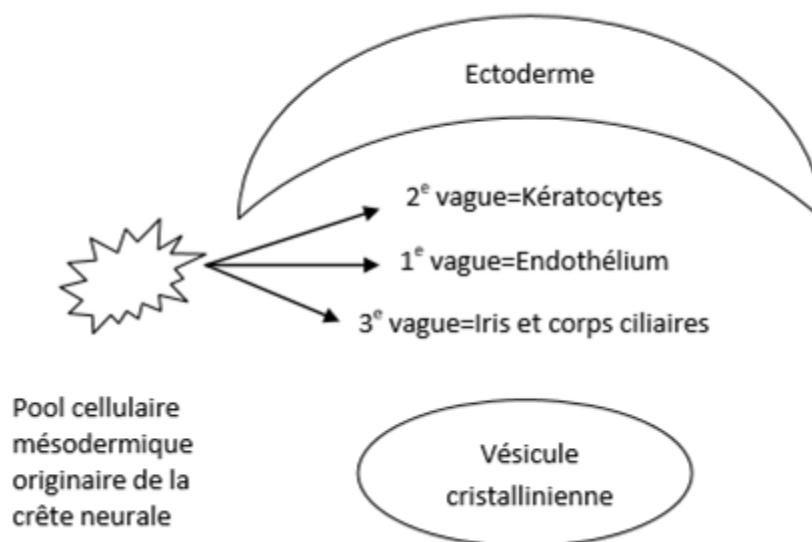 Ectoderme
2e vague=Kératocytes
1e vague=Endothélium
3e vague=Iris et corps ciliaires
Pool cellulaire
mésodermique
originaire de la
crête neurale
Vésicule
cristallinienne